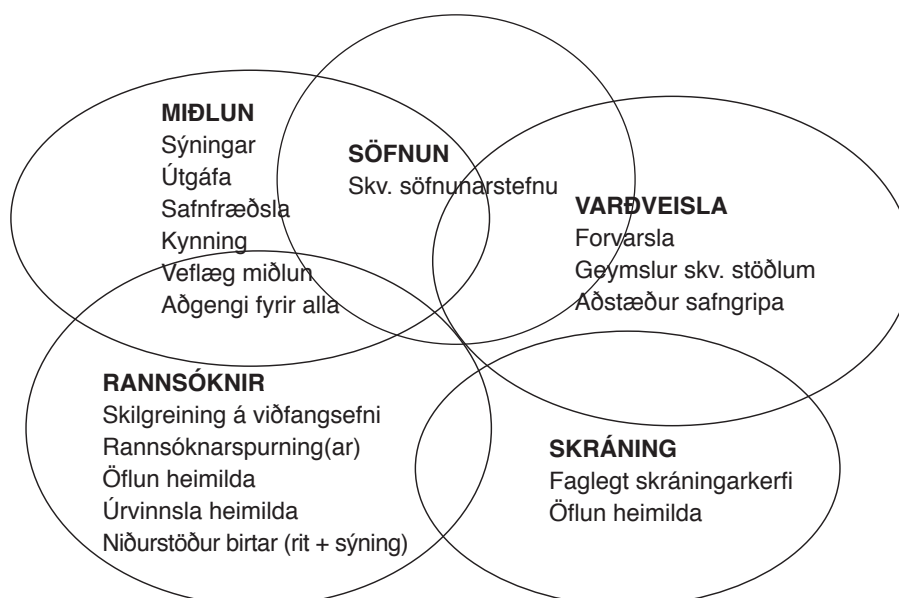 MIÐLUN
Sýningar
Útgáfa
Safnfræðsla
Kynning
Veflæg miðlun
Aðgengi fyrir alla
SÖFNUN
Skv. söfnunarstefnu
VARÐVEISLA
Forvarsla
Geymslur skv. stöðlum
Aðstæður safngripa
RANNSÓKNIR
Skilgreining á viðfangsefni
Rannsóknarspurning(ar)
Öflun heimilda
Úrvinnsla heimilda
Niðurstöður birtar (rit + sýning)
SKRÁNING
Faglegt skráningarkerfi
Öflun heimilda